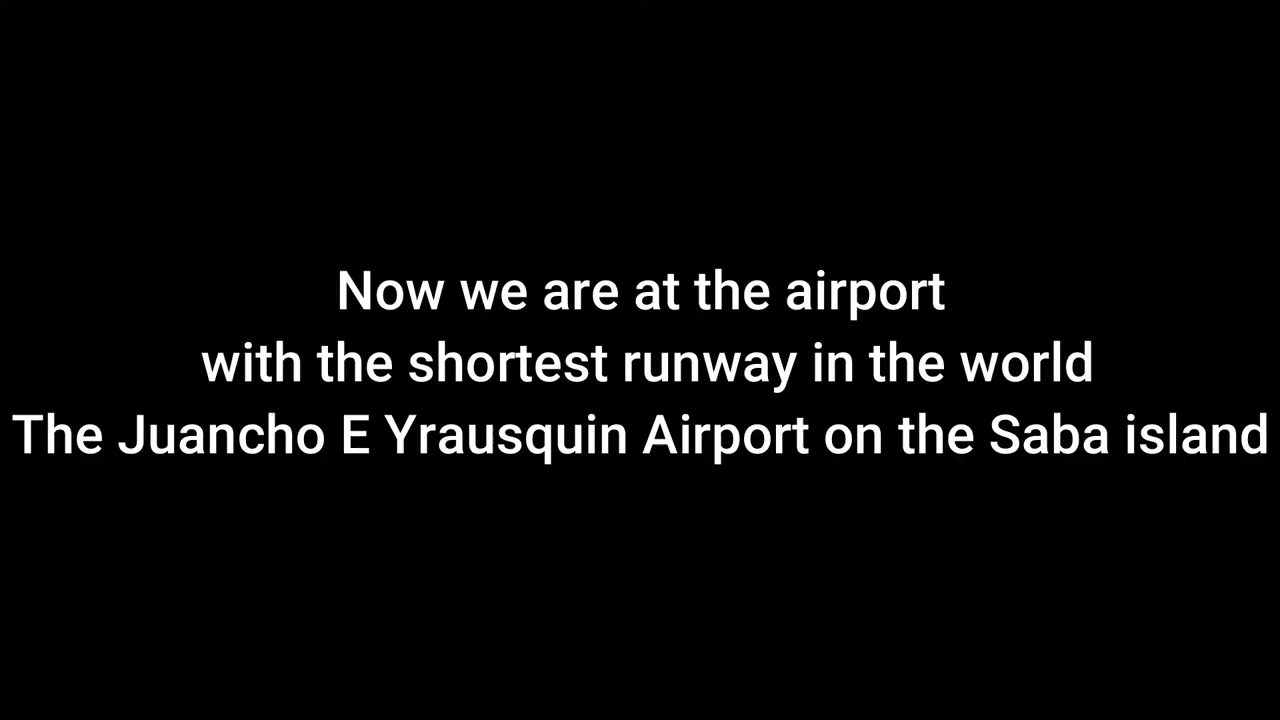 Now we are at the airport
with the shortest runway in the world
The Juancho E Yrausquin Airport on the Saba island